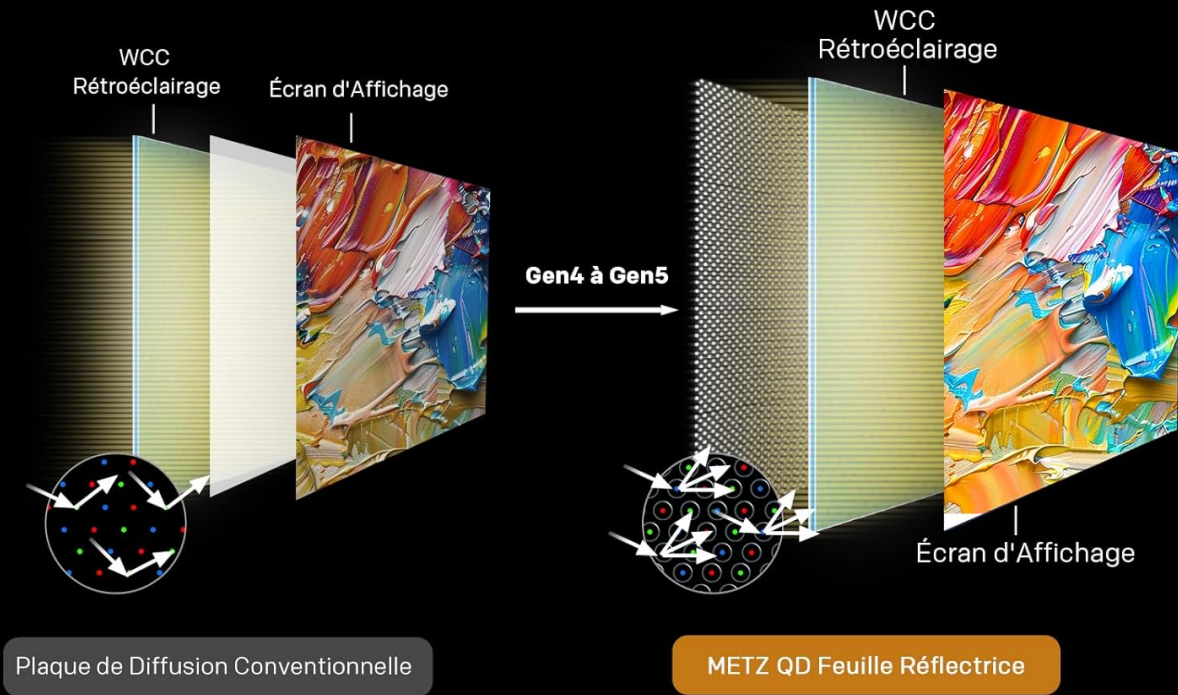 WCC
Rétroéclairage
Écran d'Affichage
WCC
Rétroéclairage
Gen4 à Gen5
Écran d'Affichage
Plaque de Diffusion Conventionnelle
METZ QD Feuille Réflectrice